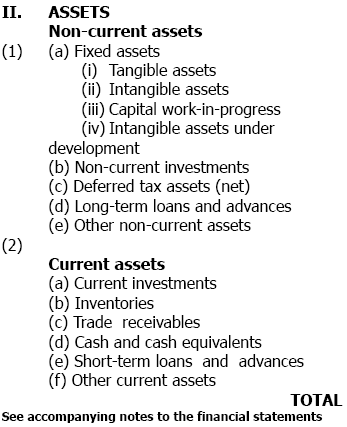 II. ASSETS
Non-current assets
(1) (a) Fixed assets
(i) Tangible assets
(ii) Intangible assets
(iii) Capital work-in-progress
(iv) Intangible assets under
development
(b) Non-current investments
(c) Deferred tax assets (net)
(d) Long-term loans and advances
(e) Other non-current assets
(2)
Current assets
(a) Current investments
(b) Inventories
(c) Trade receivables
(d) Cash and cash equivalents
(e) Short-term loans and advances
(f) Other current assets
TOTAL
See accompanying notes to the financial statements